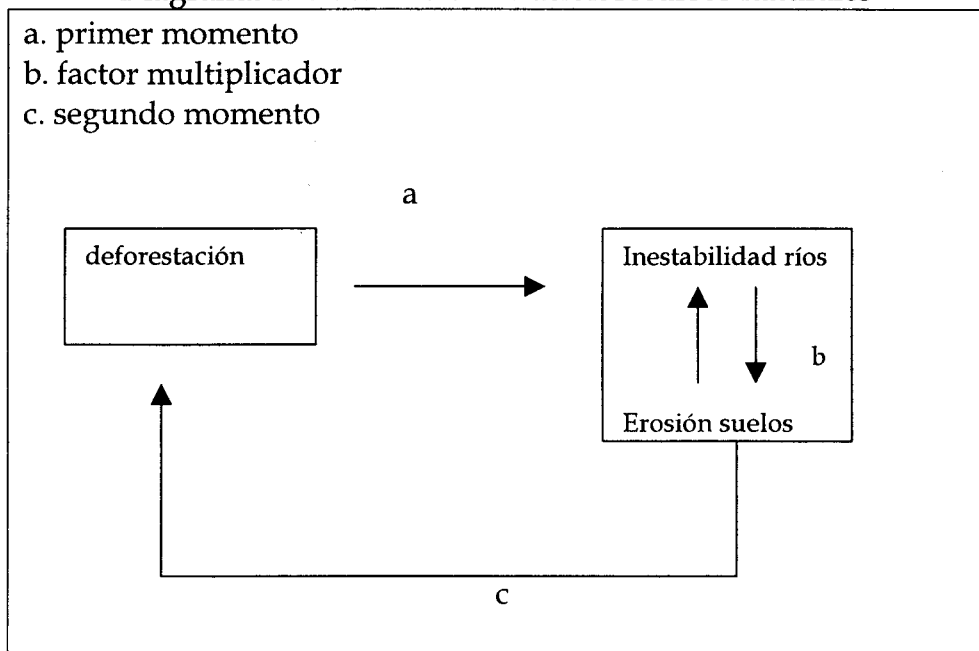 a. primer momento
b. factor multiplicador
c. segundo momento
a
deforestación
Inestabilidad ríos
b
Erosión suelos
c